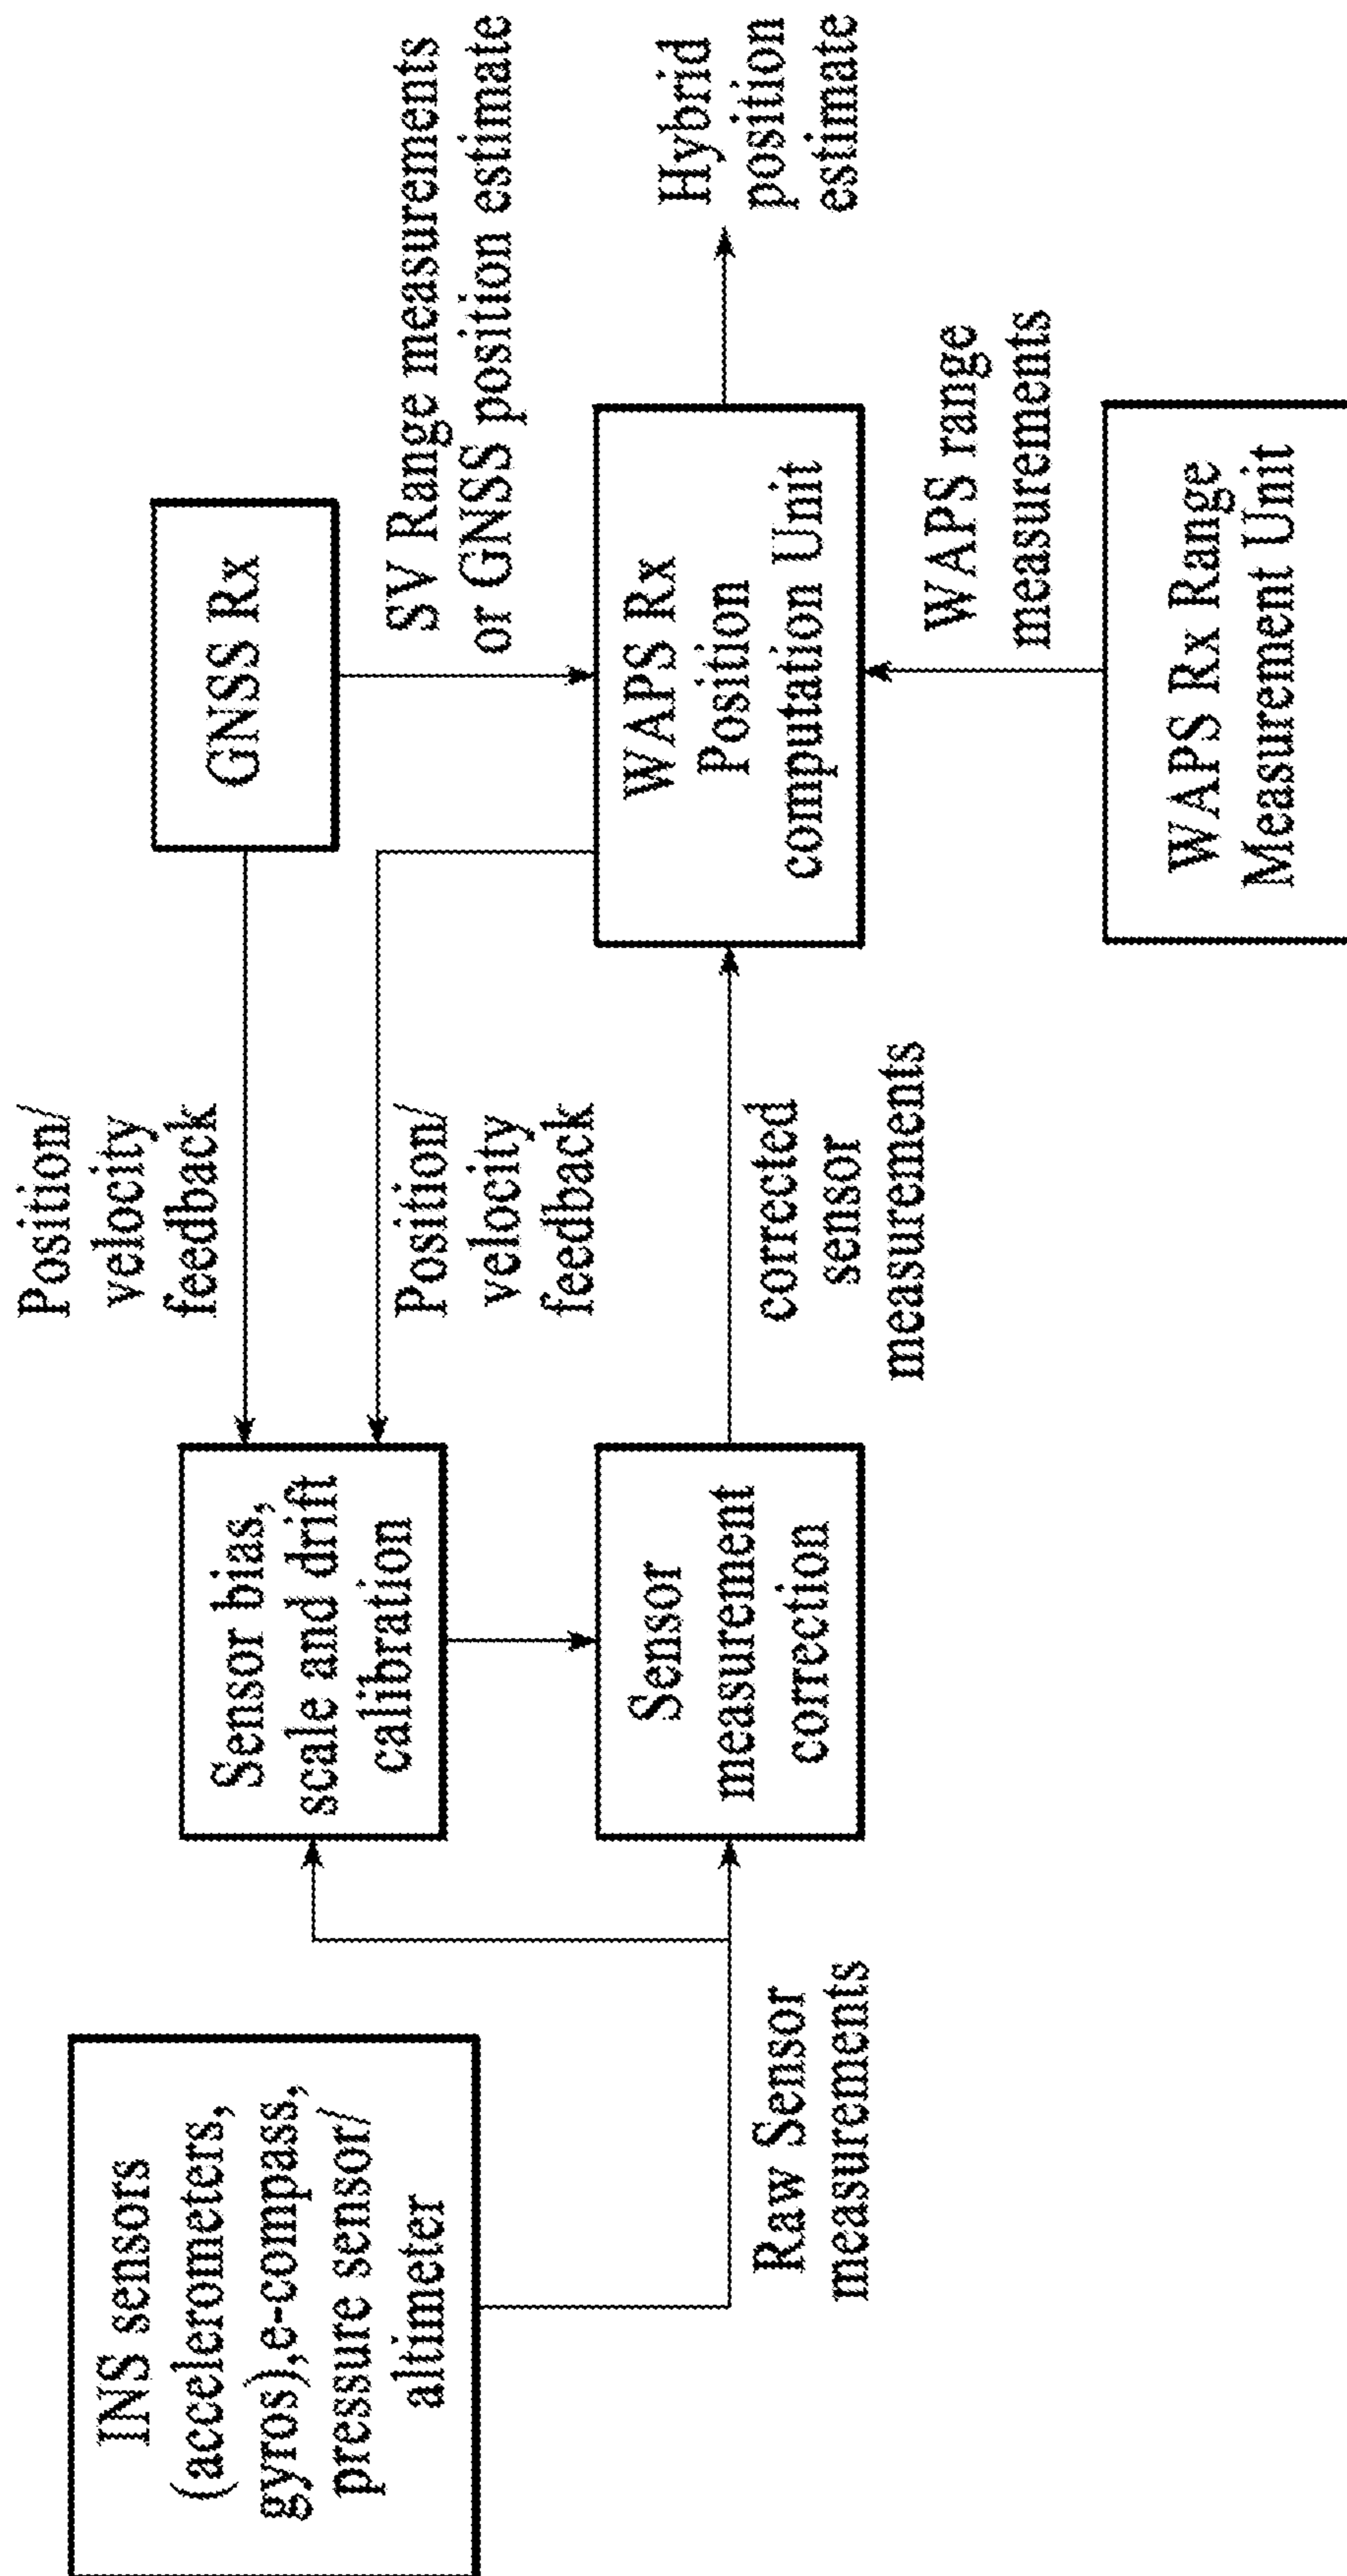 INS sensors
(accelerometers,
gyros),e-compass,
pressure sensor/
altimeter
Raw Sensor
measurements
Sensor bias,
scale and drift
calibration
Sensor
measurement
correction
Position/
velocity
feedback
Position/
velocity
feedback
corrected
sensor
measurements
GNSS Rx
SV Range measurements
or GNSS position estimate
WAPS Rx
Position
computation Unit
Hybrid
position
estimate
WAPS range
measurements
WAPS Rx Range
Measurement Unit